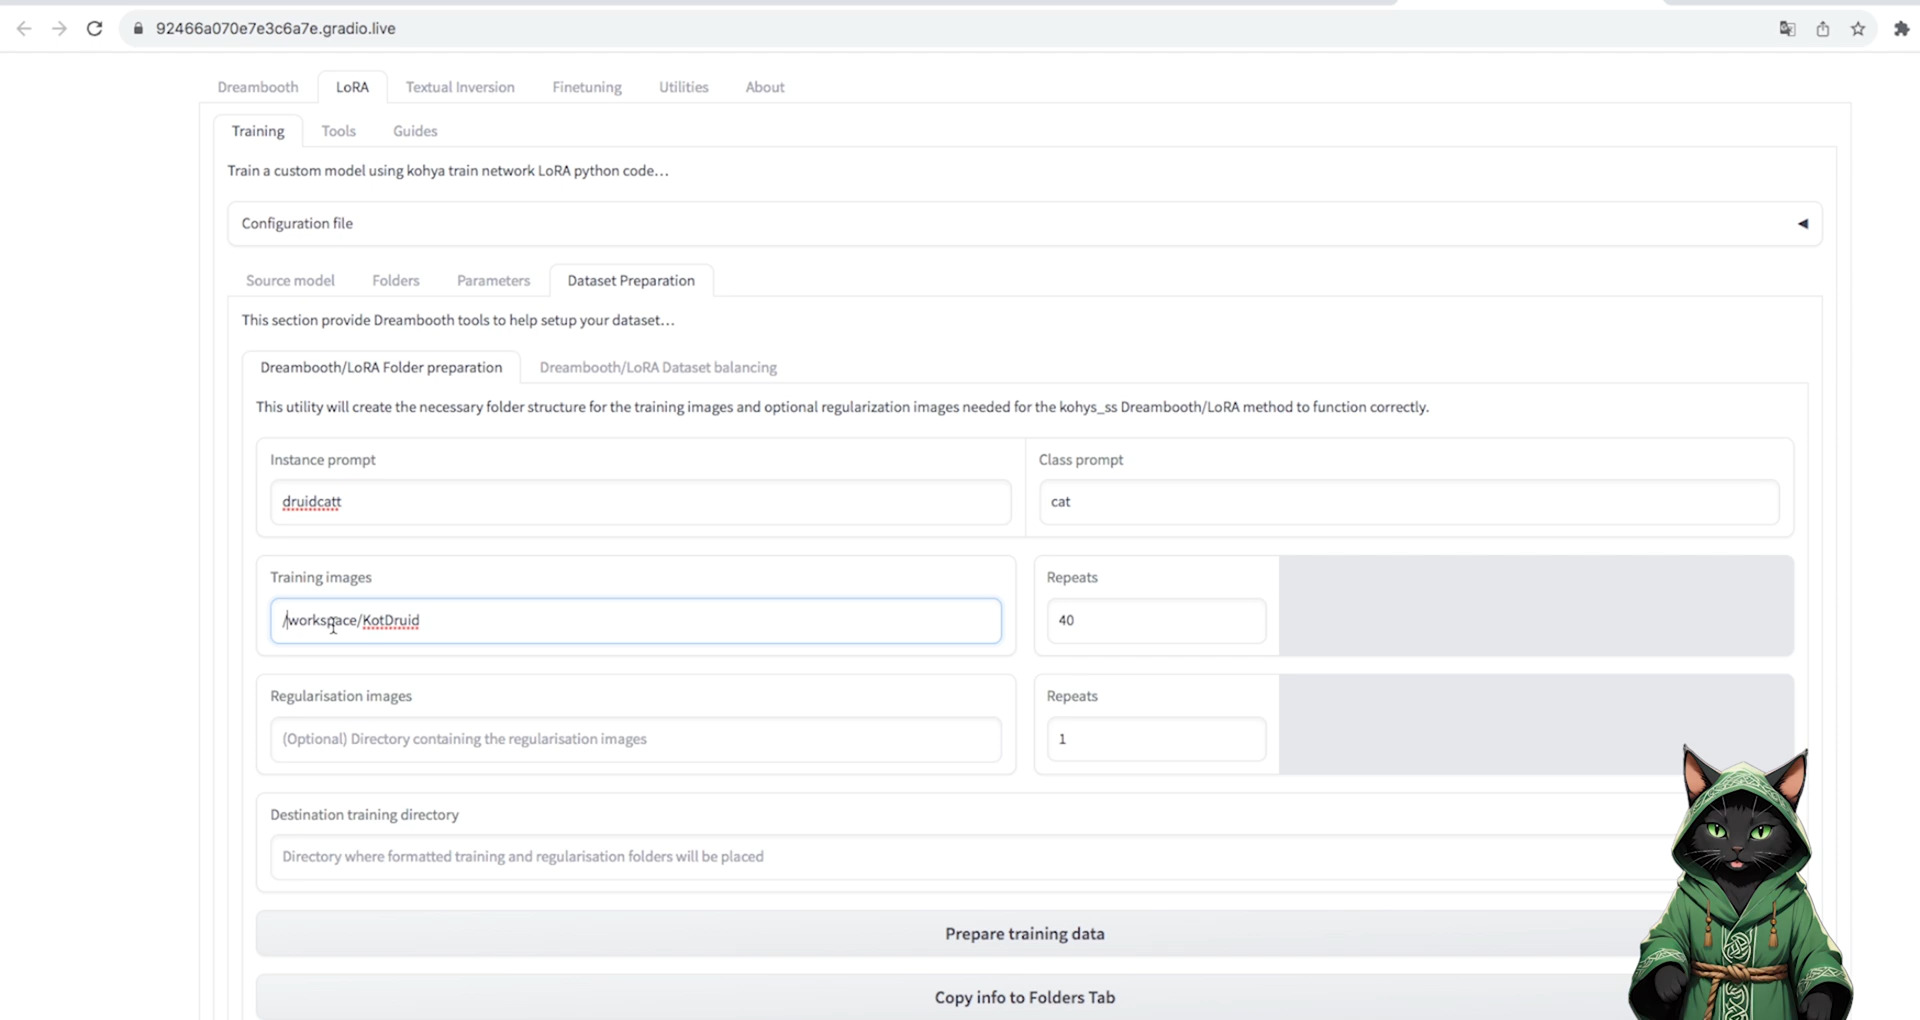 92466a070e7e3c6a7e.gradio.live
Dreambooth LoRA Textual Inversion Finetuning Utilities About
Training Tools Guides
Train a custom model using kohya train network LoRA python code...
Configuration file
Source model Folders Parameters Dataset Preparation
This section provide Dreambooth tools to help setup your dataset...
Dreambooth/LoRA Folder preparation Dreambooth/LoRA Dataset balancing
This utility will create the necessary folder structure for the training images and optional regularization images needed for the kohys_ss Dreambooth/LoRA method to function correctly.
Instance prompt Class prompt
druidcatt cat
Training images Repeats
/workspace/KotDruid 40
Regularisation images Repeats
(Optional) Directory containing the regularisation images 1
Destination training directory
Directory where formatted training and regularisation folders will be placed
Prepare training data
Copy info to Folders Tab